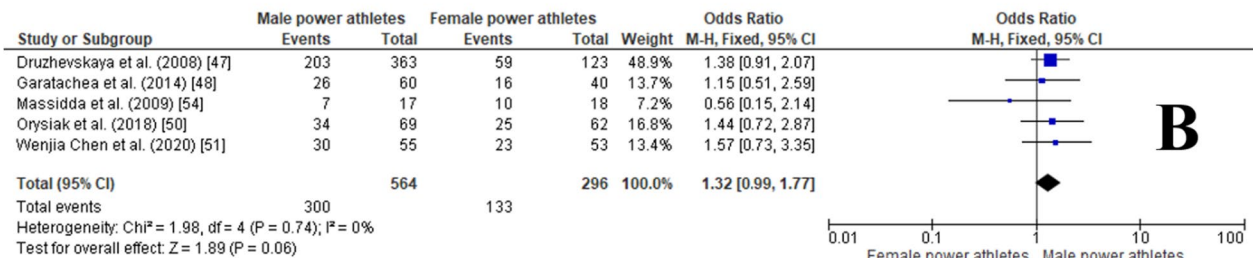 Male power athletes Female power athletes Odds Ratio Odds Ratio
Study or Subgroup Events Total Events Total Weight M-H, Fixed, 95% CI M-H, Fixed, 95% CI
Druzhevskaya et al. (2008) [47] 203 363 59 123 48.9% 1.38 [0.91, 2.07]
Garatachea et al. (2014) [48] 26 60 16 40 13.7% 1.15 [0.51, 2.59]
Massidda et al. (2009) [54] 7 17 10 18 7.2% 0.56 [0.15, 2.14]
Orysiak et al. (2018) [50] 34 69 25 62 16.8% 1.44 [0.72, 2.87]
Wenjia Chen et al. (2020) [51] 30 55 23 53 13.4% 1.57 [0.73, 3.35]
B
Total (95% CI) 564 296 100.0% 1.32 [0.99, 1.77]
Total events 300 133
Heterogeneity: Chi² = 1.98, df = 4 (P = 0.74); I² = 0%
Test for overall effect: Z = 1.89 (P = 0.06)
0.01 0.1 1 10 100
Female power athletes Male power athletes